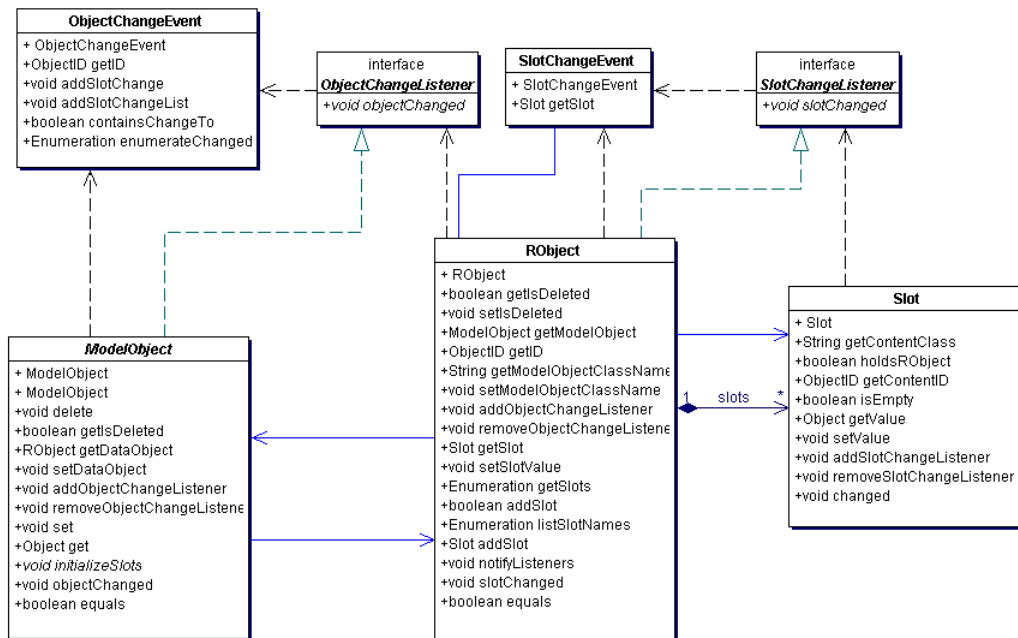 ObjectChangeEvent
+ ObjectChangeEvent
+ObjectID getID
+void addSlotChange
+void addSlotChangeList
+boolean containsChangeTo
+Enumeration enumerateChanged
interface
ObjectChangeListener
+void objectChanged
SlotChangeEvent
+ SlotChangeEvent
+Slot getSlot
interface
SlotChangeListener
+void slotChanged
ModelObject
+ ModelObject
+ ModelObject
+void delete
+boolean getIsDeleted
+RObject getDataObject
+void setDataObject
+void addObjectChangeListener
+void removeObjectChangeListene
+void set
+Object get
+void initializeSlots
+void objectChanged
+boolean equals
RObject
+ RObject
+boolean getIsDeleted
+void setIsDeleted
+ModelObject getModelObject
+ObjectID getID
+String getModelObjectClassName
+void setModelObjectClassName
+void addObjectChangeListener
+void removeObjectChangeListene
+Slot getSlot
+void setSlotValue
+Enumeration getSlots
+boolean addSlot
+Enumeration listSlotNames
+Slot addSlot
+void notifyListeners
+void slotChanged
+boolean equals
1 slots *
Slot
+ Slot
+String getContentClass
+boolean holdsRObject
+ObjectID getContentID
+boolean isEmpty
+Object getValue
+void setValue
+void addSlotChangeListener
+void removeSlotChangeListener
+void changed